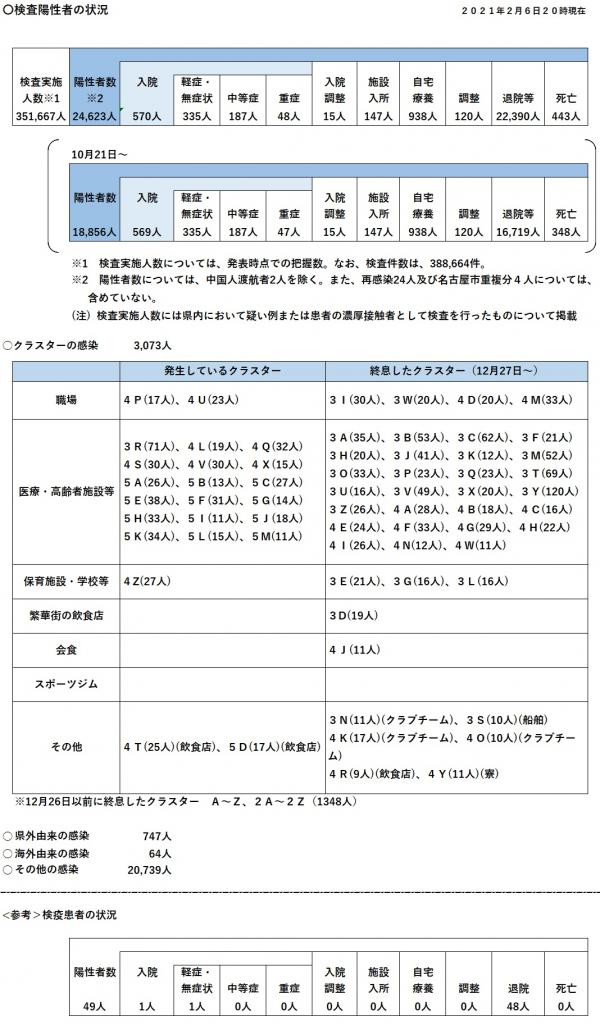 〇検査陽性者の状況
2021年2月6日20時現在
検査実施人数※1 陽性者数※2 入院 軽症・無症状 中等症 重症 入院調整 施設入所 自宅療養 調整 退院等 死亡
351,667人 24,623人 570人 335人 187人 48人 15人 147人 938人 120人 22,390人 443人
10月21日～
陽性者数 入院 軽症・無症状 中等症 重症 入院調整 施設入所 自宅療養 調整 退院等 死亡
18,856人 569人 335人 187人 47人 15人 147人 938人 120人 16,719人 348人
※1 検査実施人数については、発表時点での把握数。なお、検査件数は、388,664件。
※2 陽性者数については、中国人渡航者2人を除く。また、再感染24人及び名古屋市重複分４人については、
含めていない。
（注）検査実施人数には県内において疑い例または患者の濃厚接触者として検査を行ったものについて掲載
〇クラスターの感染 3,073人
発生しているクラスター 終息したクラスター（12月27日～）
職場 ４Ｐ(17人)、４Ｕ(23人) ３Ｉ(30人)、３Ｗ(20人)、４Ｄ(20人)、４Ｍ(33人)
医療・高齢者施設等
３Ｒ(71人)、４Ｌ(19人)、４Ｑ(32人)
４Ｓ(30人)、４Ｖ(30人)、４Ｘ(15人)
５Ａ(26人)、５Ｂ(13人)、５Ｃ(27人)
５Ｅ(38人)、５Ｆ(31人)、５Ｇ(14人)
５Ｈ(33人)、５Ｉ(11人)、５Ｊ(18人)
５Ｋ(34人)、５Ｌ(15人)、５Ｍ(11人)
３Ａ(35人)、３Ｂ(53人)、３Ｃ(62人)、３Ｆ(21人)
３Ｈ(20人)、３Ｊ(41人)、３Ｋ(12人)、３Ｍ(52人)
３Ｏ(33人)、３Ｐ(23人)、３Ｑ(23人)、３Ｔ(69人)
３Ｕ(16人)、３Ｖ(49人)、３Ｘ(20人)、３Ｙ(120人)
３Ｚ(26人)、４Ａ(28人)、４Ｂ(18人)、４Ｃ(16人)
４Ｅ(24人)、４Ｆ(33人)、４Ｇ(29人)、４Ｈ(22人)
４Ｉ(26人)、４Ｎ(12人)、４Ｗ(11人)
保育施設・学校等 ４Ｚ(27人) ３Ｅ(21人)、３Ｇ(16人)、３Ｌ(16人)
繁華街の飲食店 ３Ｄ(19人)
会食 ４Ｊ(11人)
スポーツジム
その他 ４Ｔ(25人)(飲食店)、５Ｄ(17人)(飲食店)
３Ｎ(11人)(クラブチーム)、３Ｓ(10人)(船舶)
４Ｋ(17人)(クラブチーム)、４Ｏ(10人)(クラブチー
ム)
４Ｒ(9人)(飲食店)、４Ｙ(11人)(寮)
※12月26日以前に終息したクラスター Ａ～Ｚ、２Ａ～２Ｚ（1348人）
〇県外由来の感染 747人
〇海外由来の感染 64人
〇その他の感染 20,739人
<参考＞検疫患者の状況
陽性者数 入院 軽症・無症状 中等症 重症 入院調整 施設入所 自宅療養 調整 退院 死亡
49人 1人 1人 0人 0人 0人 0人 0人 0人 48人 0人